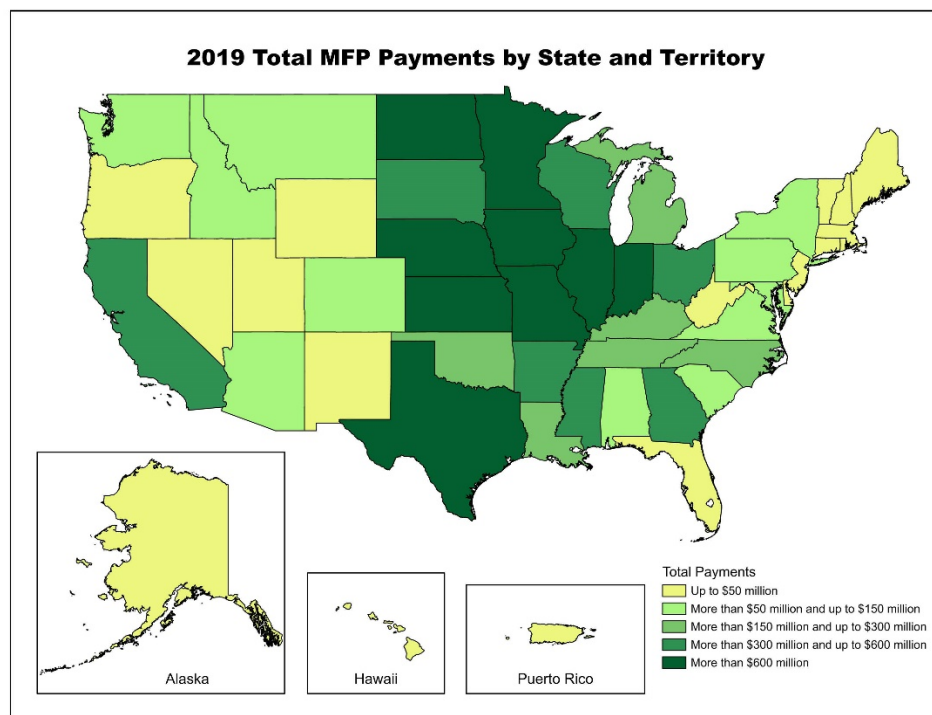 2019 Total MFP Payments by State and Territory
Total Payments
Up to $50 million
More than $50 million and up to $150 million
More than $150 million and up to $300 million
More than $300 million and up to $600 million
More than $600 million
Alaska
Hawaii
Puerto Rico